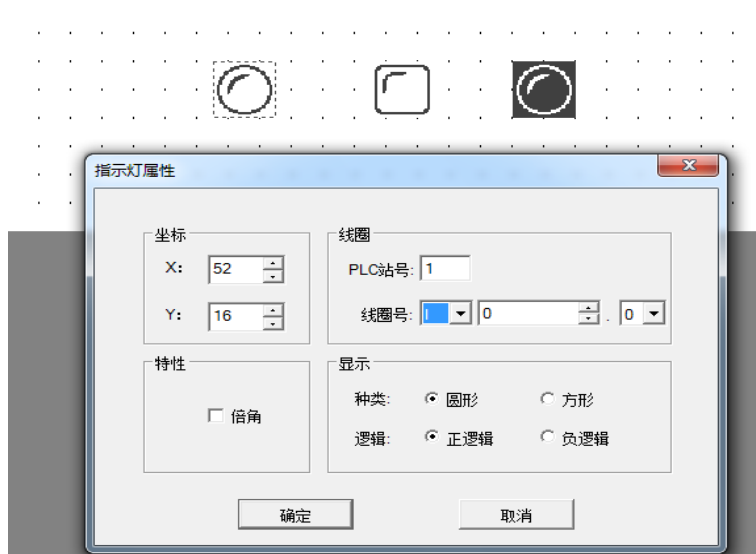 指示灯属性
坐标
X: 52
Y: 16
线圈
PLC站号: 1
线圈号: I 0 . 0
特性
倍角
显示
种类: 圆形 方形
逻辑: 正逻辑 负逻辑
确定 取消